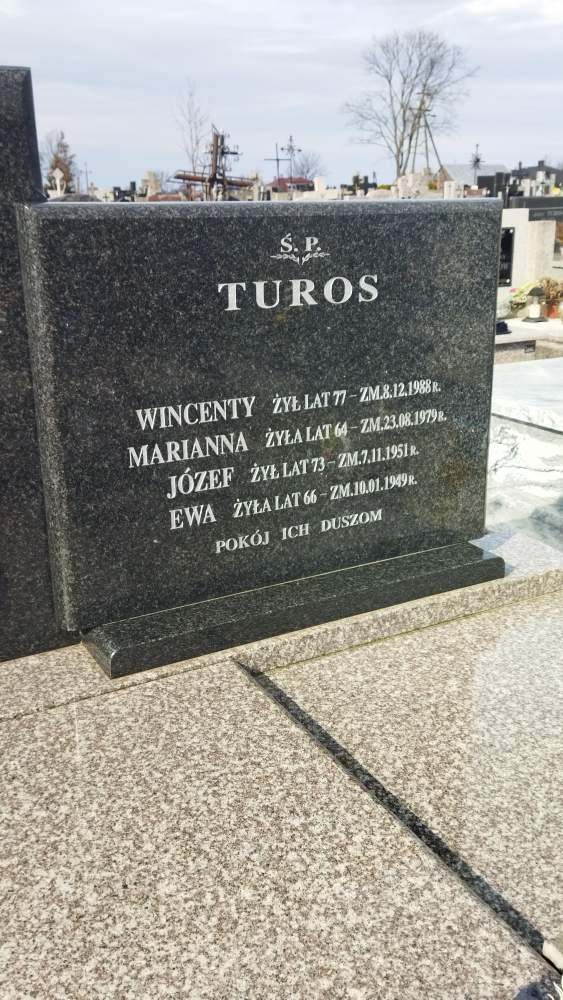 Ś. P.
TUROS
WINCENTY ŻYŁ LAT 77 – ZM.8.12.1988 R.
MARIANNA ŻYŁA LAT 64 – ZM.23.08.1979 R.
JÓZEF ŻYŁ LAT 73 – ZM.7.11.1951 R.
EWA ŻYŁA LAT 66 – ZM.10.01.1949 R.
POKÓJ ICH DUSZOM